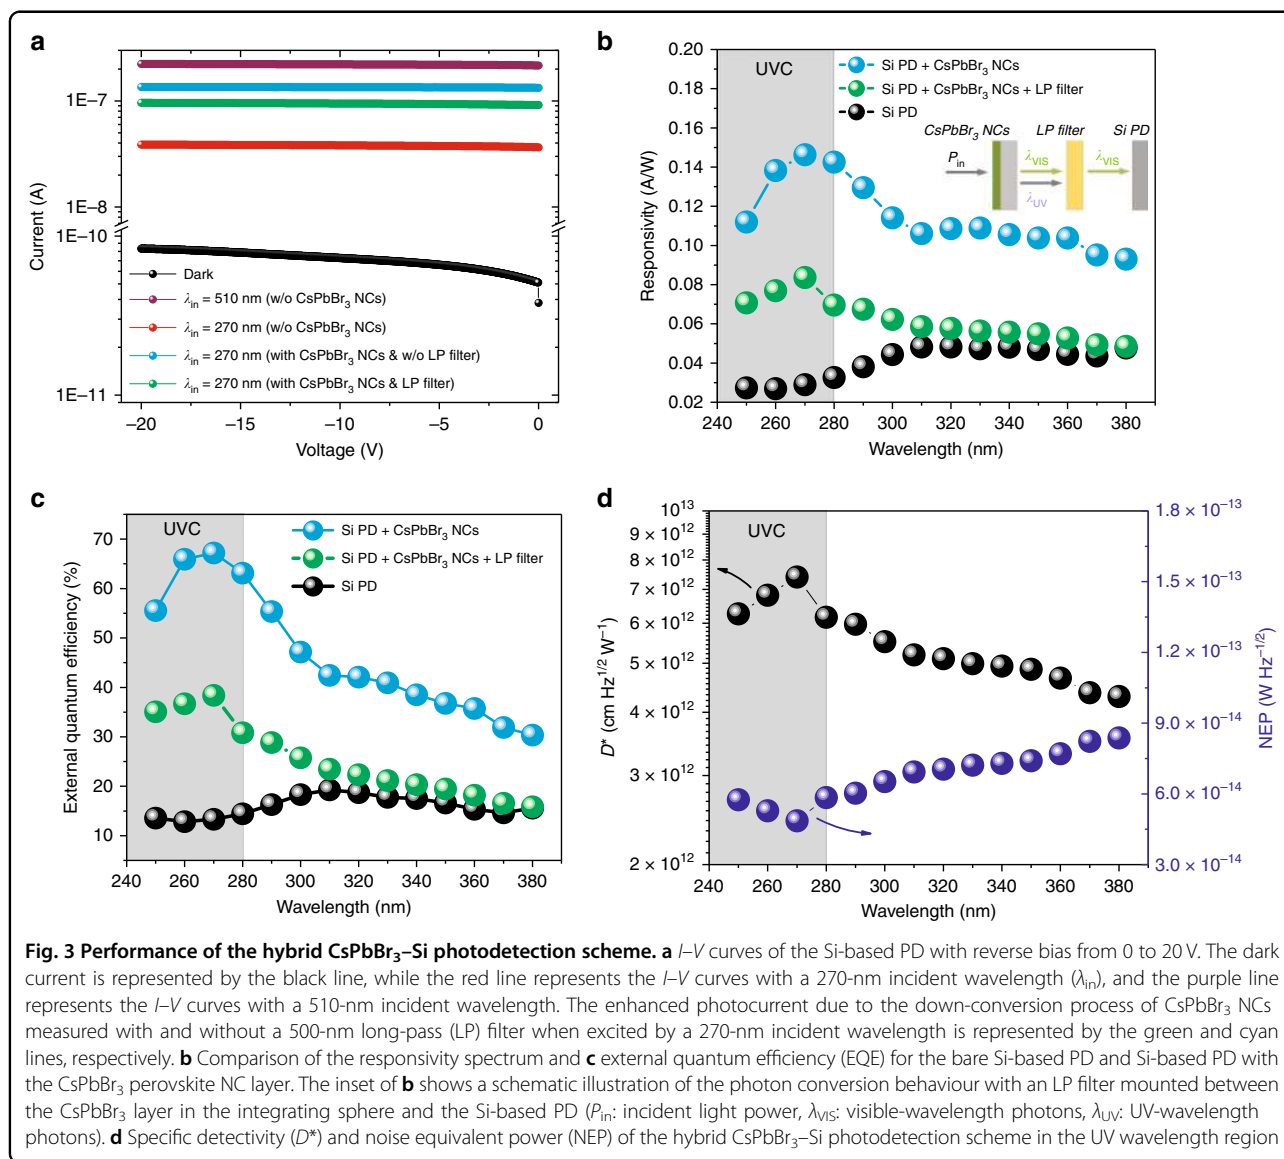 a
1E−7
1E−8
1E−10
1E−11
Current (A)
Dark
λin = 510 nm (w/o CsPbBr3 NCs)
λin = 270 nm (w/o CsPbBr3 NCs)
λin = 270 nm (with CsPbBr3 NCs & w/o LP filter)
λin = 270 nm (with CsPbBr3 NCs & LP filter)
−20 −15 −10 −5 0
Voltage (V)
b
0.20
0.18
0.16
0.14
0.12
0.10
0.08
0.06
0.04
0.02
Responsivity (A/W)
UVC
Si PD + CsPbBr3 NCs
Si PD + CsPbBr3 NCs + LP filter
Si PD
CsPbBr3 NCs LP filter Si PD
Pin λVIS λVIS
λUV
240 260 280 300 320 340 360 380
Wavelength (nm)
c
70
60
50
40
30
20
10
External quantum efficiency (%)
UVC
Si PD + CsPbBr3 NCs
Si PD + CsPbBr3 NCs + LP filter
Si PD
240 260 280 300 320 340 360 380
Wavelength (nm)
d
10^13
9 × 10^12
8 × 10^12
7 × 10^12
6 × 10^12
5 × 10^12
4 × 10^12
3 × 10^12
2 × 10^12
D* (cm Hz^1/2 W^−1)
UVC
1.8 × 10^−13
1.5 × 10^−13
1.2 × 10^−13
9.0 × 10^−14
6.0 × 10^−14
3.0 × 10^−14
NEP (W Hz^−1/2)
240 260 280 300 320 340 360 380
Wavelength (nm)
Fig. 3 Performance of the hybrid CsPbBr3–Si photodetection scheme. a I–V curves of the Si-based PD with reverse bias from 0 to 20 V. The dark
current is represented by the black line, while the red line represents the I–V curves with a 270-nm incident wavelength (λin), and the purple line
represents the I–V curves with a 510-nm incident wavelength. The enhanced photocurrent due to the down-conversion process of CsPbBr3 NCs
measured with and without a 500-nm long-pass (LP) filter when excited by a 270-nm incident wavelength is represented by the green and cyan
lines, respectively. b Comparison of the responsivity spectrum and c external quantum efficiency (EQE) for the bare Si-based PD and Si-based PD with
the CsPbBr3 perovskite NC layer. The inset of b shows a schematic illustration of the photon conversion behaviour with an LP filter mounted between
the CsPbBr3 layer in the integrating sphere and the Si-based PD (Pin: incident light power, λVIS: visible-wavelength photons, λUV: UV-wavelength
photons). d Specific detectivity (D*) and noise equivalent power (NEP) of the hybrid CsPbBr3–Si photodetection scheme in the UV wavelength region